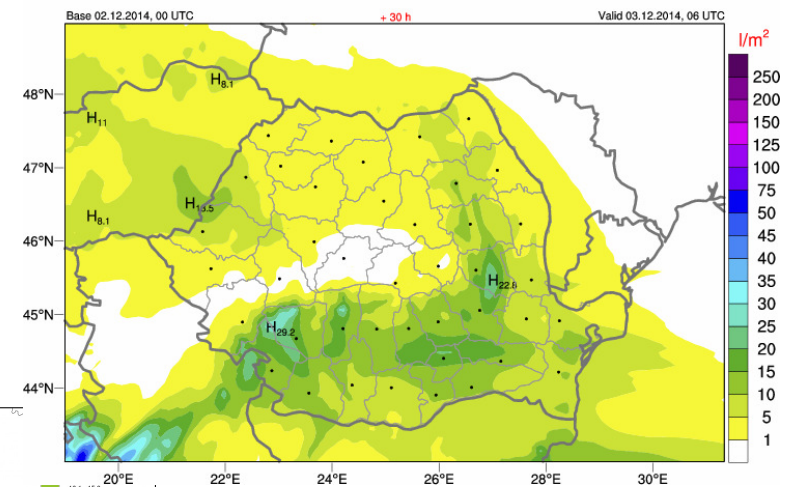 Base 02.12.2014, 00 UTC + 30 h Valid 03.12.2014, 06 UTC
l/m²
48°N
47°N
46°N
45°N
44°N
H8.1
H11
H8.1
H22.8
H29.2
250
200
150
125
100
75
50
45
40
35
30
25
20
15
10
5
1
20°E 22°E 24°E 26°E 28°E 30°E